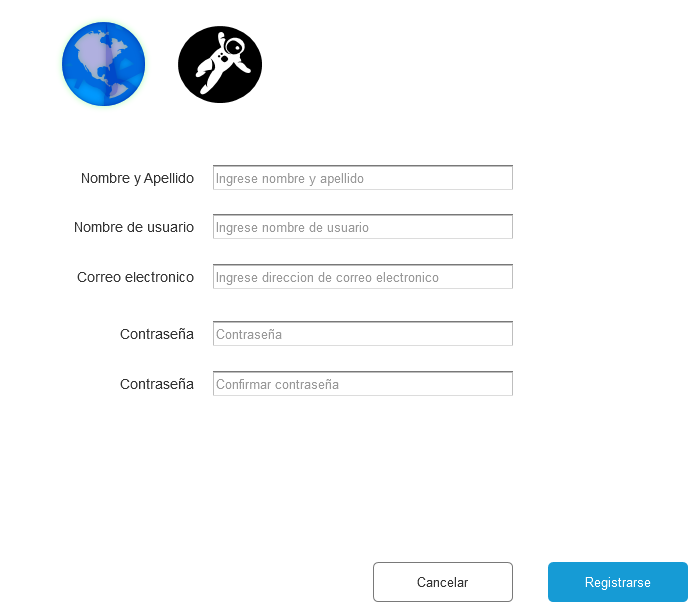 Nombre y Apellido Ingrese nombre y apellido
Nombre de usuario Ingrese nombre de usuario
Correo electronico Ingrese direccion de correo electronico
Contraseña Contraseña
Contraseña Confirmar contraseña
Cancelar Registrarse